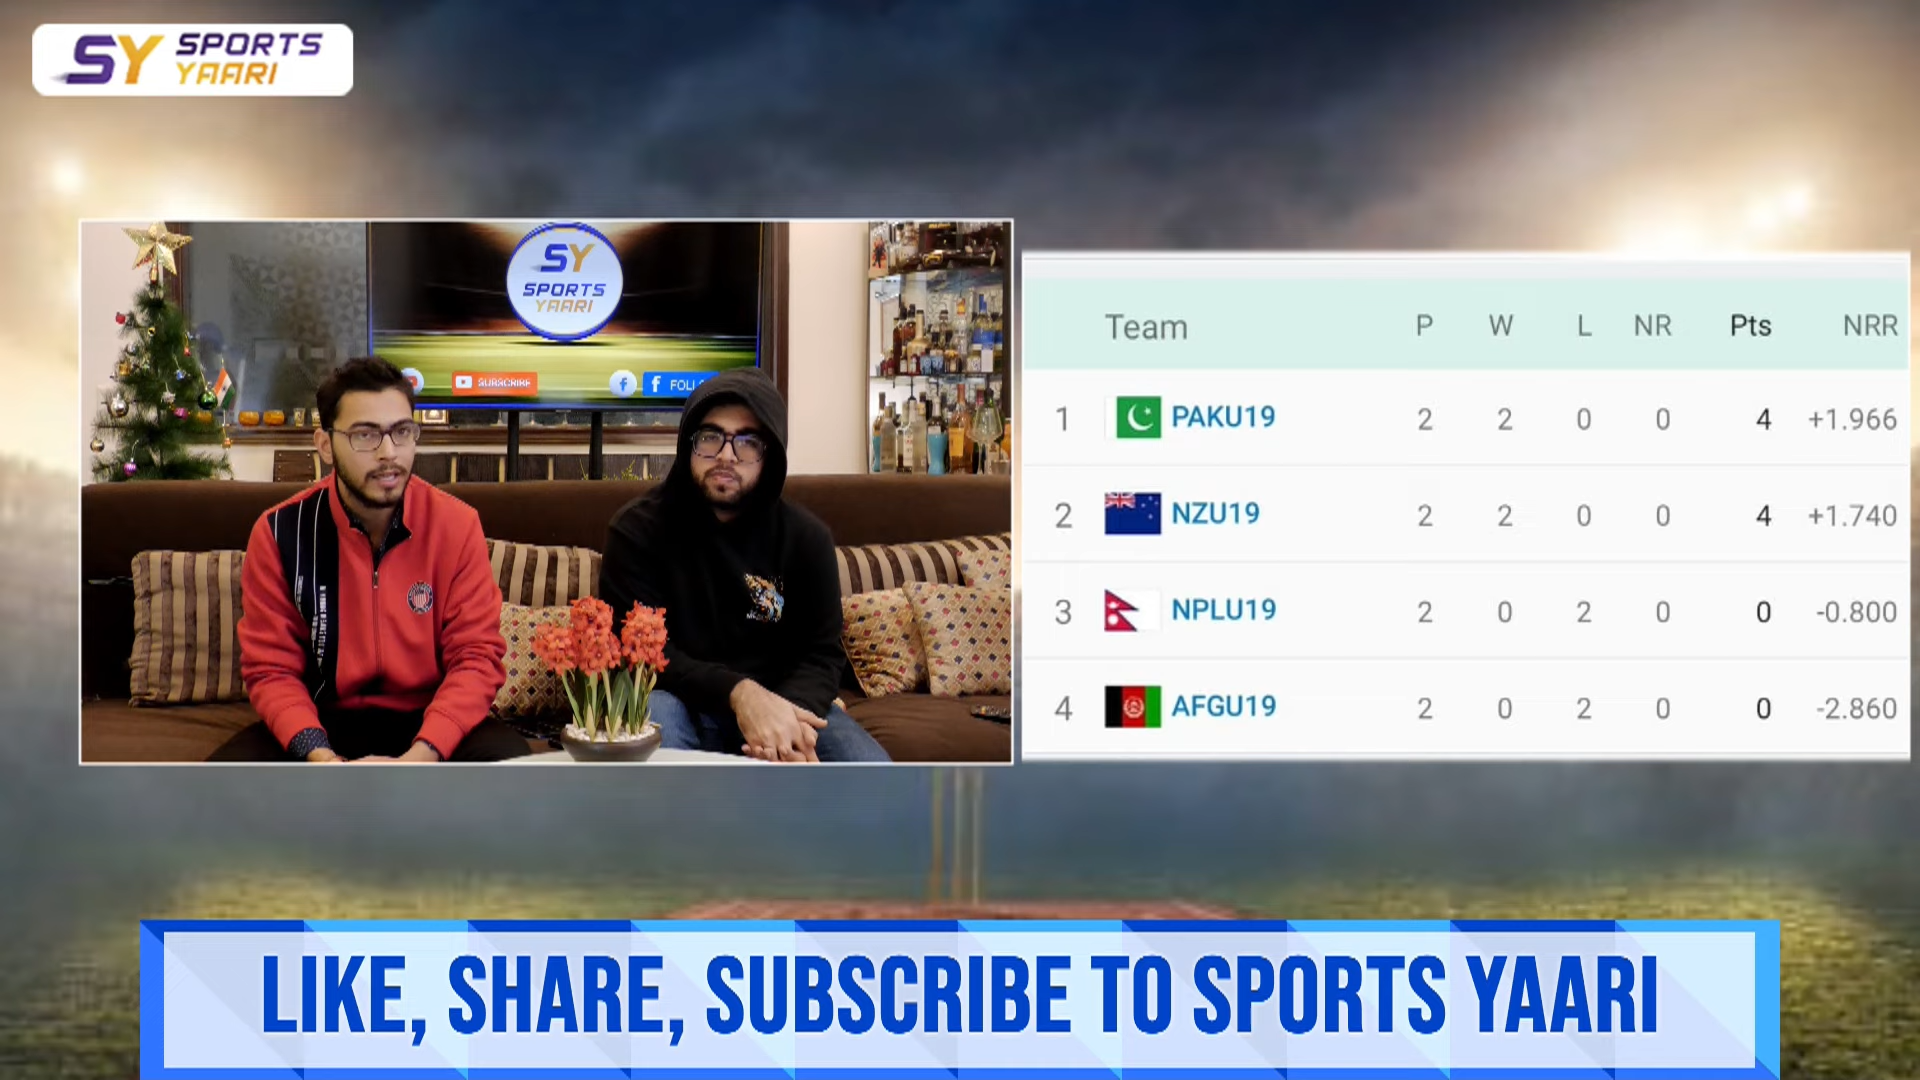 SY SPORTS
YAARI
SY
SPORTS
YAARI
SUBSCRIBE
f
f
Team P W L NR Pts NRR
1 PAKU19 2 2 0 0 4 +1.966
2 NZU19 2 2 0 0 4 +1.740
3 NPLU19 2 0 2 0 0 -0.800
4 AFGU19 2 0 2 0 0 -2.860
LIKE, SHARE, SUBSCRIBE TO SPORTS YAARI